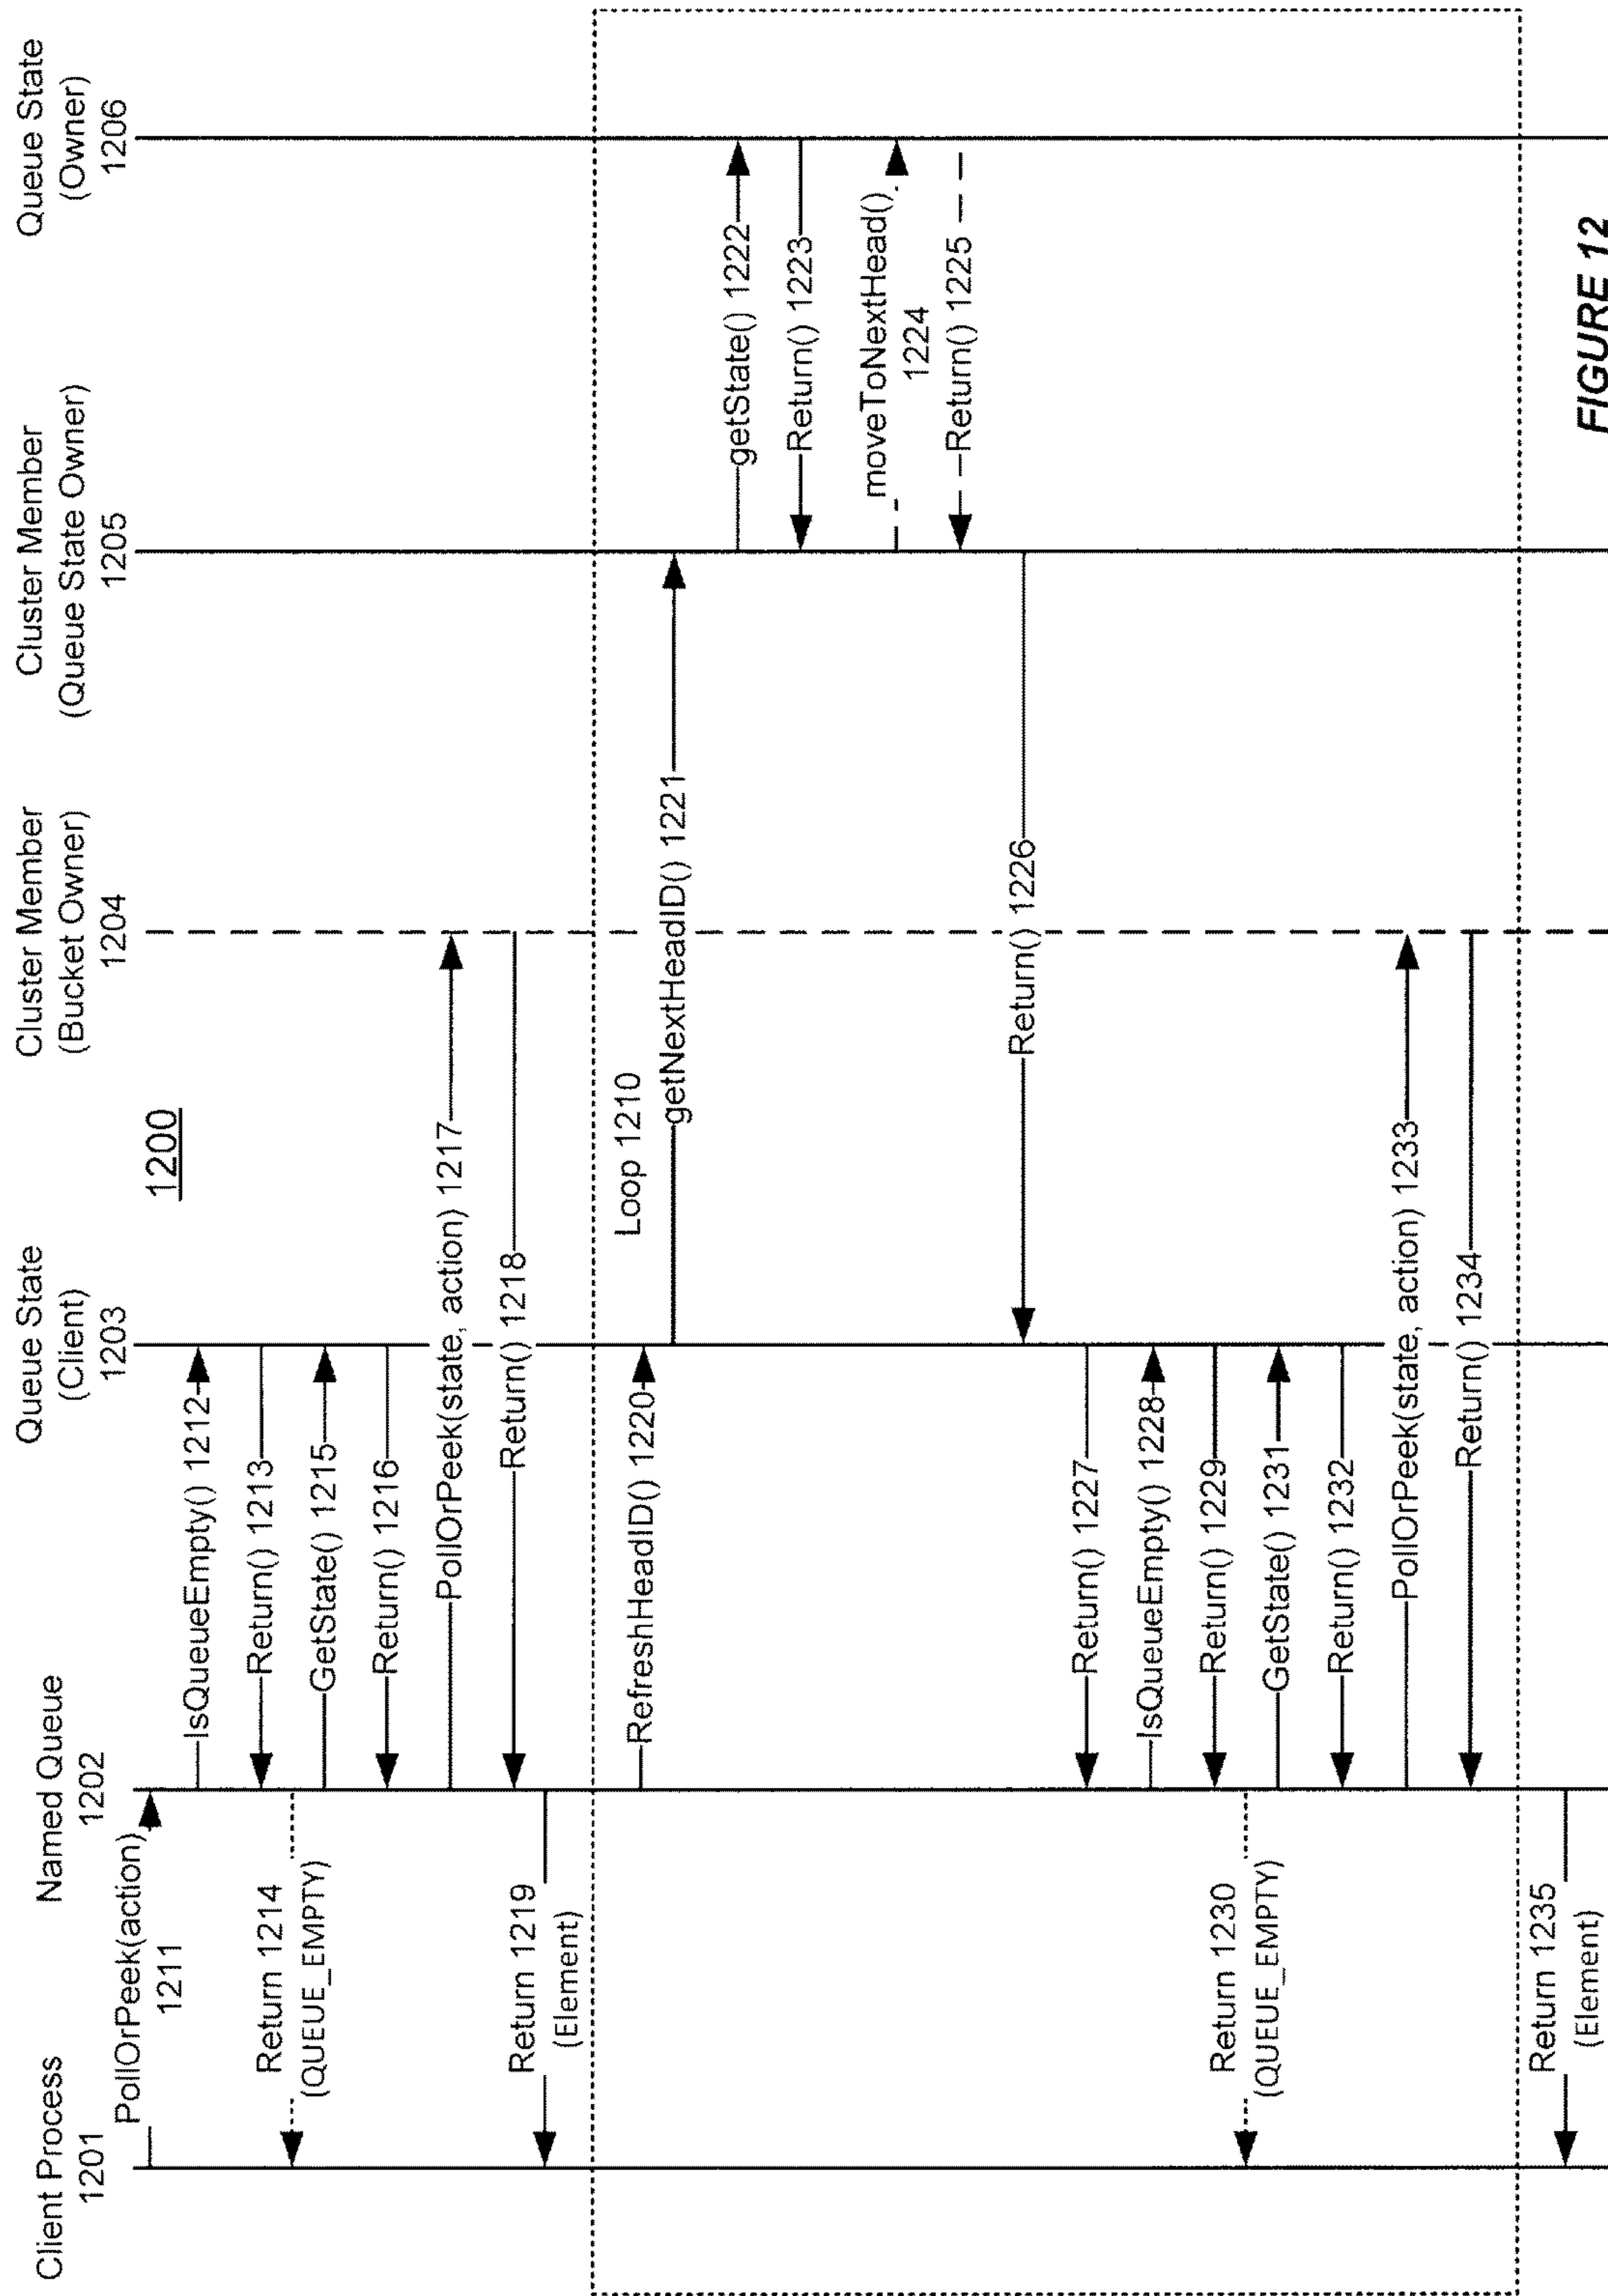 Client Process
1201
Named Queue
1202
Queue State
(Client)
1203
Cluster Member
(Bucket Owner)
1204
Cluster Member
(Queue State Owner)
1205
Queue State
(Owner)
1206
1200
PollOrPeek(action)
1211
IsQueueEmpty() 1212
Return() 1213
Return 1214
(QUEUE_EMPTY)
GetState() 1215
Return() 1216
PollOrPeek(state, action) 1217
Return() 1218
Return 1219
(Element)
Loop 1210
RefreshHeadID() 1220
getNextHeadID() 1221
getState() 1222
Return() 1223
moveToNextHead()
1224
Return() 1225
Return() 1226
Return() 1227
IsQueueEmpty() 1228
Return() 1229
Return 1230
(QUEUE_EMPTY)
GetState() 1231
Return() 1232
PollOrPeek(state, action) 1233
Return() 1234
Return 1235
(Element)
FIGURE 12